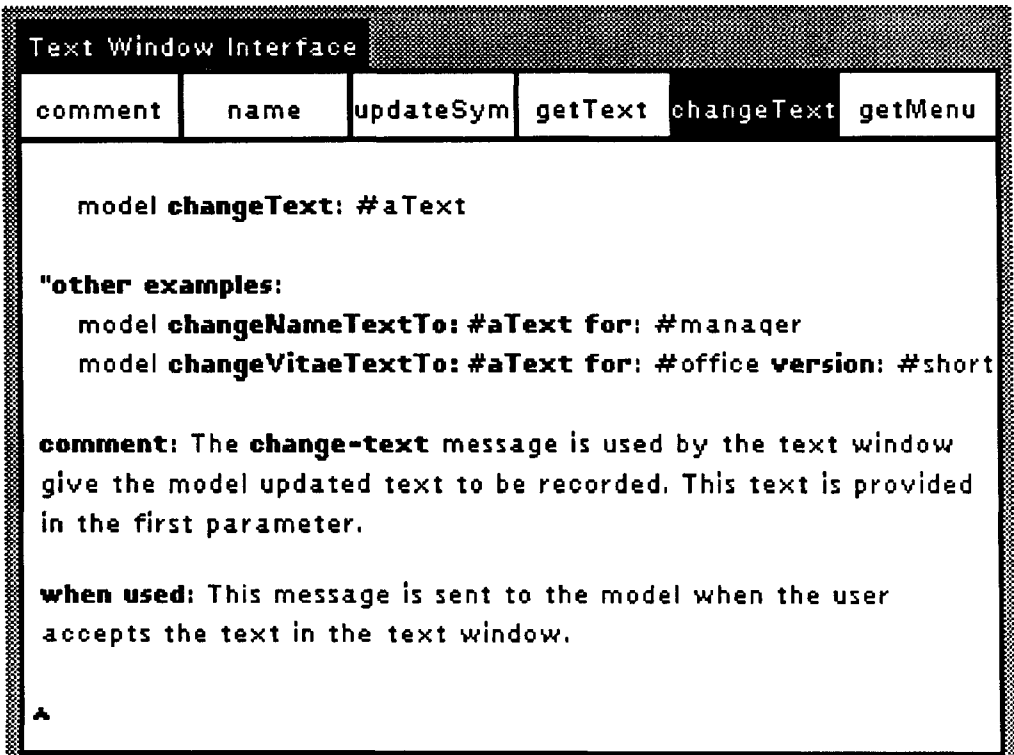 Text Window Interface
comment name updateSym getText changeText getMenu
model changeText: #aText
"other examples:
model changeNameTextTo: #aText for: #manager
model changeVitaeTextTo: #aText for: #office version: #short
comment: The change-text message is used by the text window
give the model updated text to be recorded. This text is provided
in the first parameter.
when used: This message is sent to the model when the user
accepts the text in the text window.